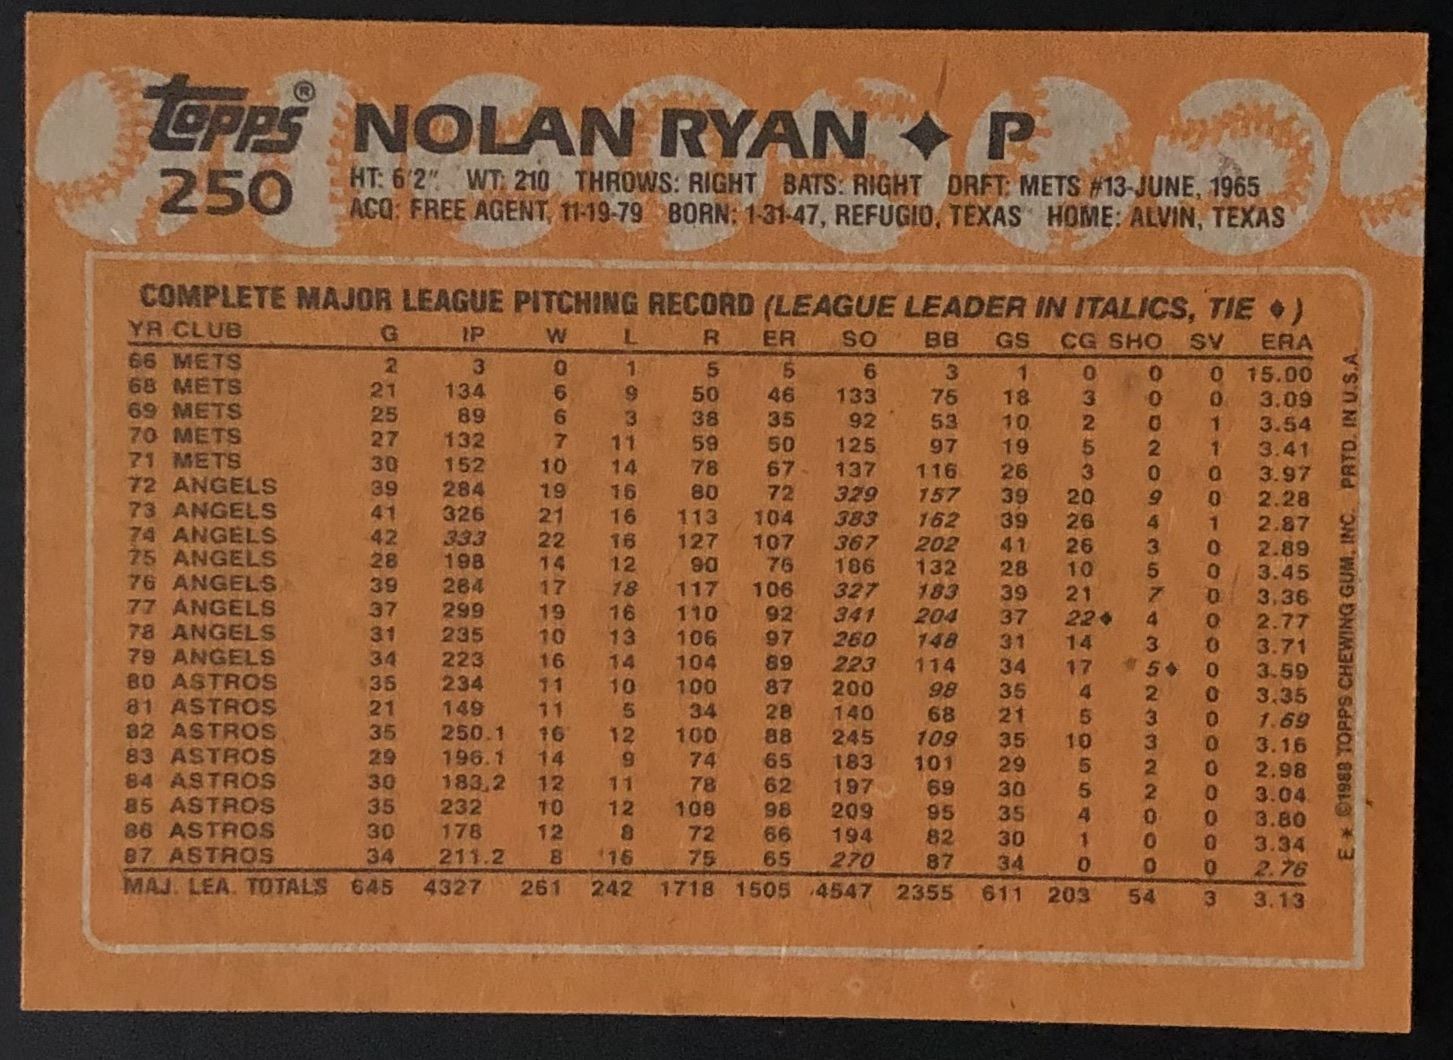 topps® NOLAN RYAN ♦ P
250 HT: 6'2" WT: 210 THROWS: RIGHT BATS: RIGHT DRFT: METS #13-JUNE, 1965
ACQ: FREE AGENT, 11-19-79 BORN: 1-31-47, REFUGIO, TEXAS HOME: ALVIN, TEXAS
COMPLETE MAJOR LEAGUE PITCHING RECORD (LEAGUE LEADER IN ITALICS, TIE ♦)
YR CLUB G IP W L R ER SO BB GS CG SHO SV ERA
66 METS 2 3 0 1 5 5 6 3 1 0 0 0 15.00
68 METS 21 134 6 9 50 46 133 75 18 3 0 0 3.09
69 METS 25 89 6 3 38 35 92 53 10 2 0 1 3.54
70 METS 27 132 7 11 59 50 125 97 19 5 2 1 3.41
71 METS 30 152 10 14 78 67 137 116 26 3 0 0 3.97
72 ANGELS 39 284 19 16 80 72 329 157 39 20 9 0 2.28
73 ANGELS 41 326 21 16 113 104 383 162 39 26 4 1 2.87
74 ANGELS 42 333 22 16 127 107 367 202 41 26 3 0 2.89
75 ANGELS 28 198 14 12 90 76 186 132 28 10 5 0 3.45
76 ANGELS 39 284 17 18 117 106 327 183 39 21 7 0 3.36
77 ANGELS 37 299 19 16 110 92 341 204 37 22♦ 4 0 2.77
78 ANGELS 31 235 10 13 106 97 260 148 31 14 3 0 3.71
79 ANGELS 34 223 16 14 104 89 223 114 34 17 5♦ 0 3.59
80 ASTROS 35 234 11 10 100 87 200 98 35 4 2 0 3.35
81 ASTROS 21 149 11 5 34 28 140 68 21 5 3 0 1.69
82 ASTROS 35 250.1 16 12 100 88 245 109 35 10 3 0 3.16
83 ASTROS 29 196.1 14 9 74 65 183 101 29 5 2 0 2.98
84 ASTROS 30 183.2 12 11 78 62 197 69 30 5 2 0 3.04
85 ASTROS 35 232 10 12 108 98 209 95 35 4 0 0 3.80
86 ASTROS 30 178 12 8 72 66 194 82 30 1 0 0 3.34
87 ASTROS 34 211.2 8 16 75 65 270 87 34 0 0 0 2.76
MAJ. LEA. TOTALS 645 4327 261 242 1718 1505 4547 2355 611 203 54 3 3.13
E * ©1988 TOPPS CHEWING GUM, INC. PRTD. IN U.S.A.